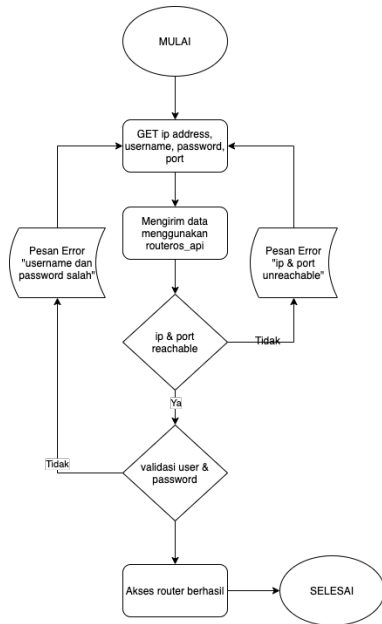 MULAI
GET ip address,
username, password,
port
Mengirim data
menggunakan
routeros_api
Pesan Error
"username dan
password salah"
Pesan Error
"ip & port
unreachable"
ip & port
reachable
Tidak
Ya
validasi user &
password
Tidak
Akses router berhasil
SELESAI